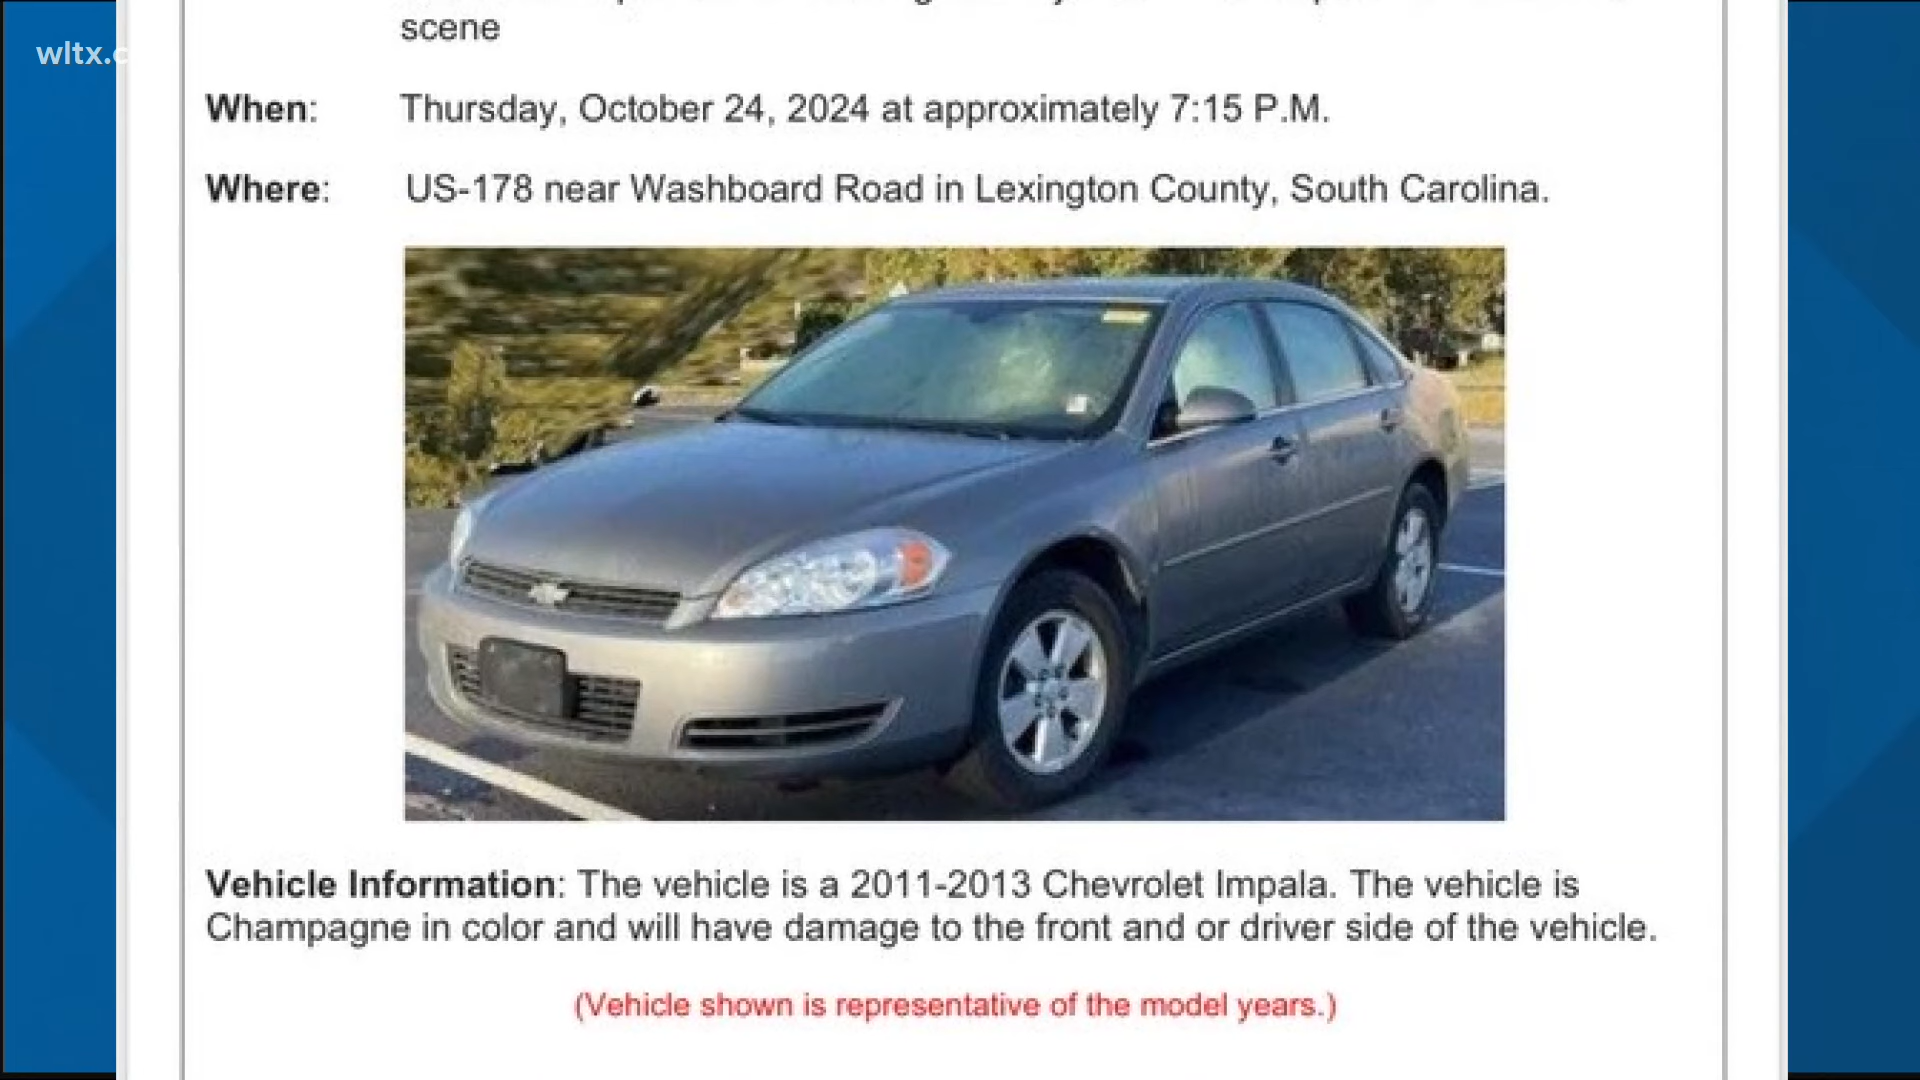 scene
wltx.c
When: Thursday, October 24, 2024 at approximately 7:15 P.M.
Where: US-178 near Washboard Road in Lexington County, South Carolina.
Vehicle Information: The vehicle is a 2011-2013 Chevrolet Impala. The vehicle is
Champagne in color and will have damage to the front and or driver side of the vehicle.
(Vehicle shown is representative of the model years.)